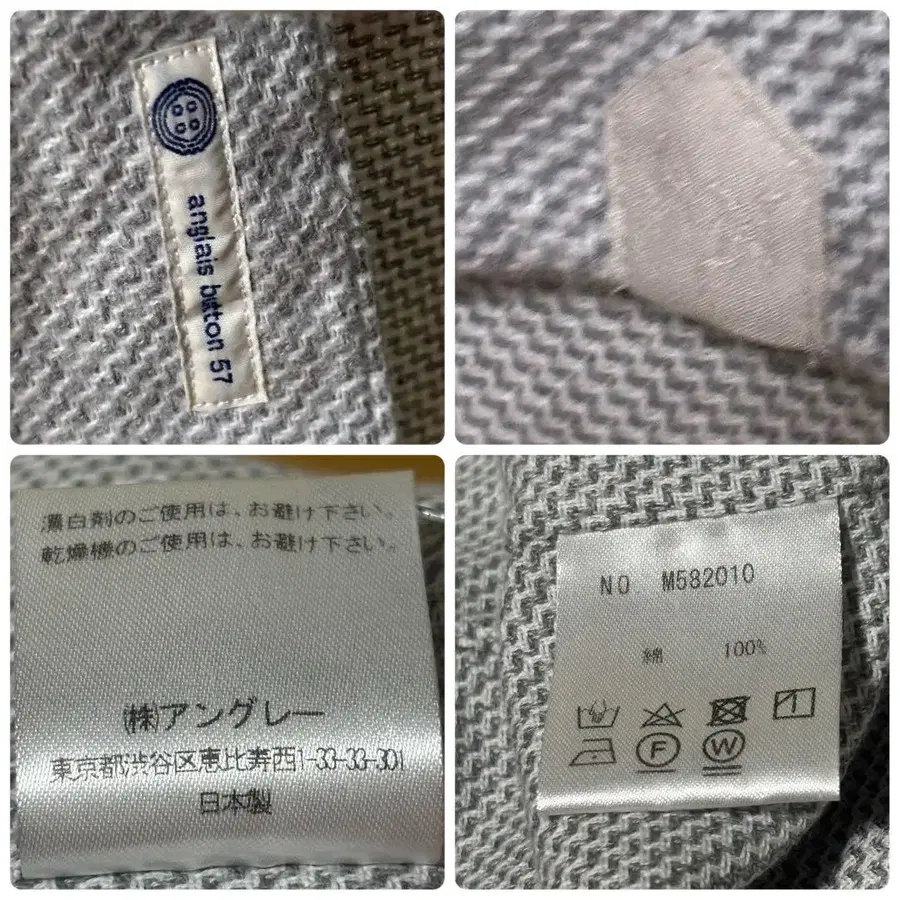 anglais button 57
漂白剤のご使用は、お避け下さい。
乾燥機のご使用は、お避け下さい。
㈱アングレー
東京都渋谷区恵比寿西1-33-33-301
日本製
NO M582010
綿 100%
F W